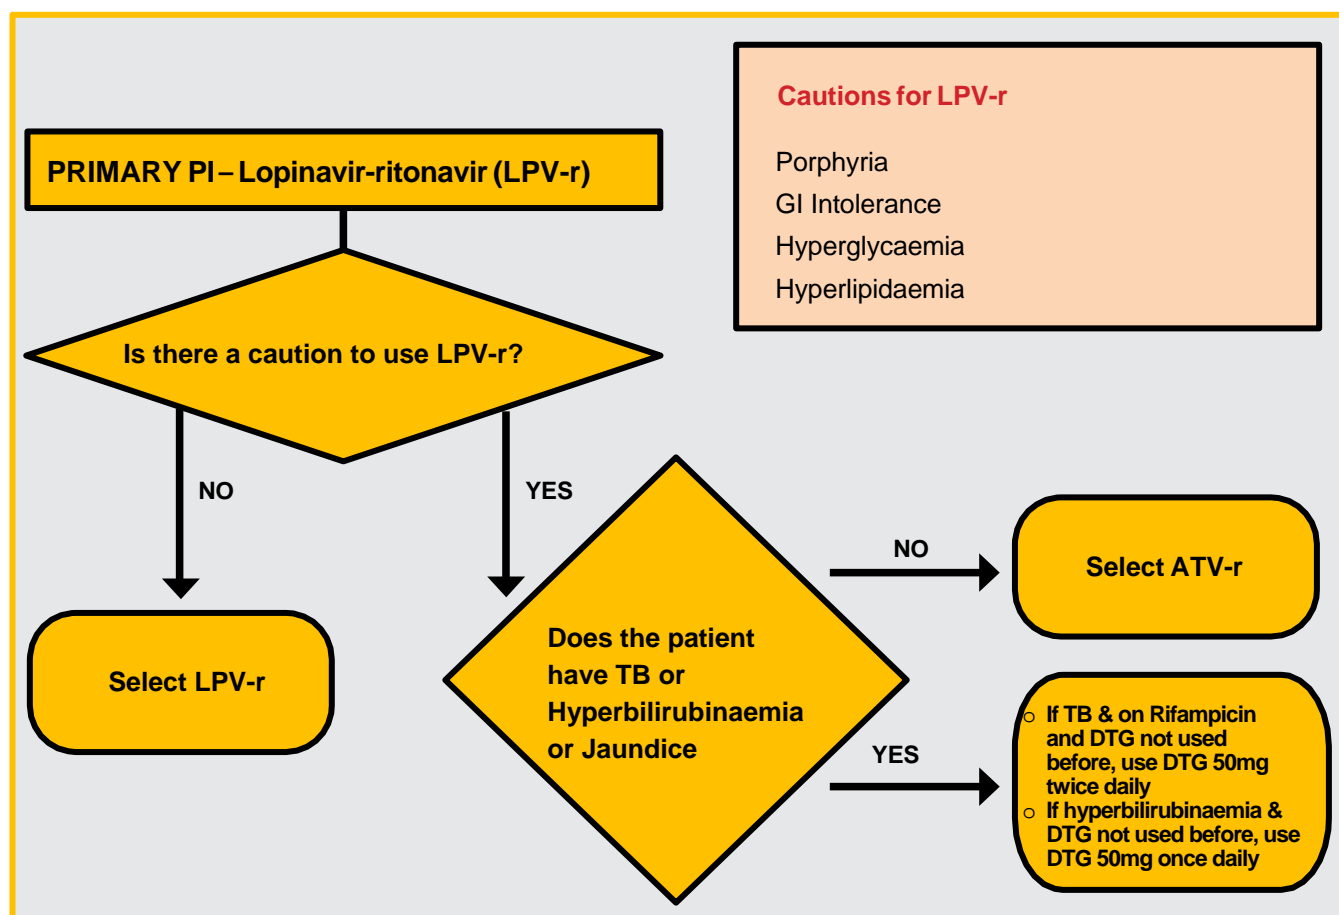 Cautions for LPV-r
Porphyria
GI Intolerance
Hyperglycaemia
Hyperlipidaemia
PRIMARY PI – Lopinavir-ritonavir (LPV-r)
Is there a caution to use LPV-r?
NO
YES
Select LPV-r
Does the patient
have TB or
Hyperbilirubinaemia
or Jaundice
NO
Select ATV-r
YES
○ If TB & on Rifampicin
and DTG not used
before, use DTG 50mg
twice daily
○ If hyperbilirubinaemia &
DTG not used before, use
DTG 50mg once daily